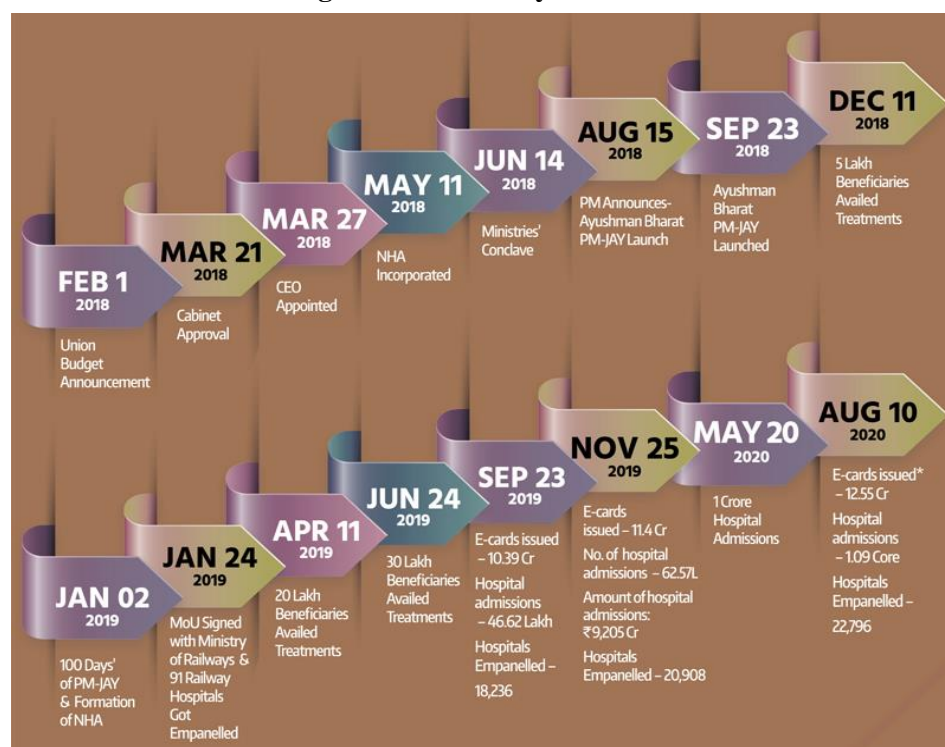 FEB 1
2018
Union
Budget
Announcement
MAR 21
2018
Cabinet
Approval
MAR 27
2018
CEO
Appointed
MAY 11
2018
NHA
Incorporated
JUN 14
2018
Ministries'
Conclave
AUG 15
2018
PM Announces-
Ayushman Bharat
PM-JAY Launch
SEP 23
2018
Ayushman
Bharat
PM-JAY
Launched
DEC 11
2018
5 Lakh
Beneficiaries
Availed
Treatments
JAN 02
2019
100 Days'
of PM-JAY
& Formation
of NHA
JAN 24
2019
MoU Signed
with Ministry
of Railways &
91 Railway
Hospitals
Got
Empanelled
APR 11
2019
20 Lakh
Beneficiaries
Availed
Treatments
JUN 24
2019
30 Lakh
Beneficiaries
Availed
Treatments
SEP 23
2019
E-cards issued
– 10.39 Cr
Hospital
admissions
– 46.62 Lakh
Hospitals
Empanelled –
18,236
NOV 25
2019
E-cards
issued – 11.4 Cr
No. of hospital
admissions – 62.57L
Amount of hospital
admissions:
₹9,205 Cr
Hospitals
Empanelled – 20,908
MAY 20
2020
1 Crore
Hospital
Admissions
AUG 10
2020
E-cards issued*
– 12.55 Cr
Hospital
admissions
– 1.09 Core
Hospitals
Empanelled –
22,796